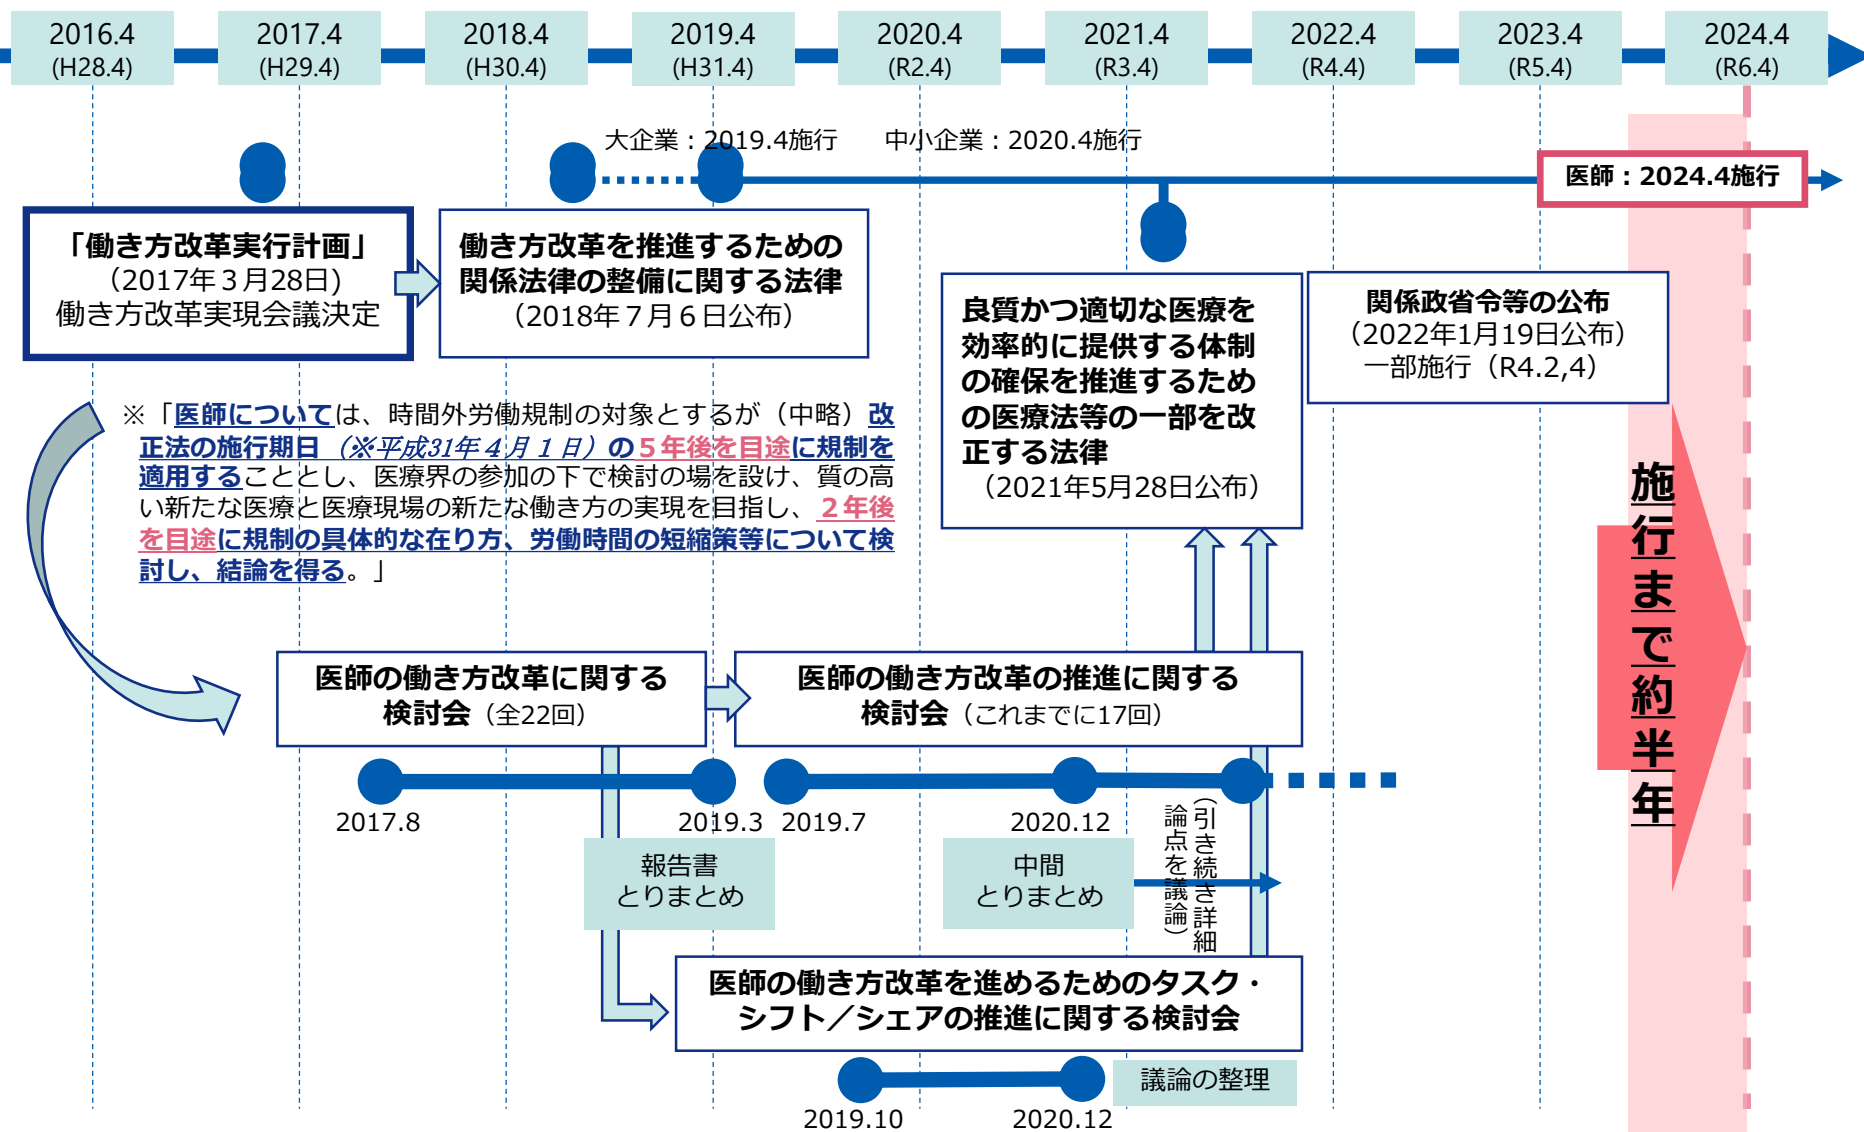 2016.4
(H28.4)
2017.4
(H29.4)
2018.4
(H30.4)
2019.4
(H31.4)
2020.4
(R2.4)
2021.4
(R3.4)
2022.4
(R4.4)
2023.4
(R5.4)
2024.4
(R6.4)
大企業：2019.4施行　中小企業：2020.4施行
医師：2024.4施行
「働き方改革実行計画」
（2017年３月28日)
働き方改革実現会議決定
働き方改革を推進するための
関係法律の整備に関する法律
（2018年７月６日公布）
良質かつ適切な医療を
効率的に提供する体制
の確保を推進するため
の医療法等の一部を改
正する法律
（2021年5月28日公布）
関係政省令等の公布
（2022年1月19日公布）
一部施行（R4.2,4）
※「医師については、時間外労働規制の対象とするが（中略）改
正法の施行期日（※平成31年４月１日）の５年後を目途に規制を
適用することとし、医療界の参加の下で検討の場を設け、質の高
い新たな医療と医療現場の新たな働き方の実現を目指し、２年後
を目途に規制の具体的な在り方、労働時間の短縮策等について検
討し、結論を得る。」
施行まで約半年
医師の働き方改革に関する
検討会（全22回）
医師の働き方改革の推進に関する
検討会（これまでに17回）
2017.8
2019.3
2019.7
2020.12
（引き続き詳細
論点を議論）
報告書
とりまとめ
中間
とりまとめ
医師の働き方改革を進めるためのタスク・
シフト／シェアの推進に関する検討会
議論の整理
2019.10
2020.12